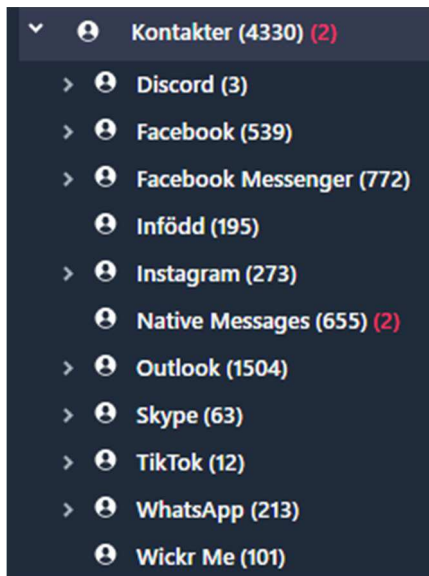 Kontakter (4330) (2)
Discord (3)
Facebook (539)
Facebook Messenger (772)
Infödd (195)
Instagram (273)
Native Messages (655) (2)
Outlook (1504)
Skype (63)
TikTok (12)
WhatsApp (213)
Wickr Me (101)